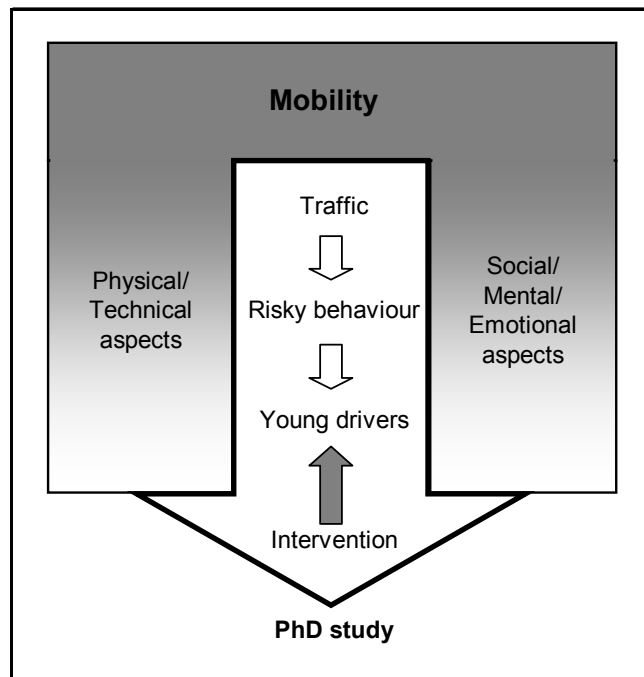 Mobility
Physical/
Technical
aspects
Traffic
Risky behaviour
Young drivers
Intervention
Social/
Mental/
Emotional
aspects
PhD study